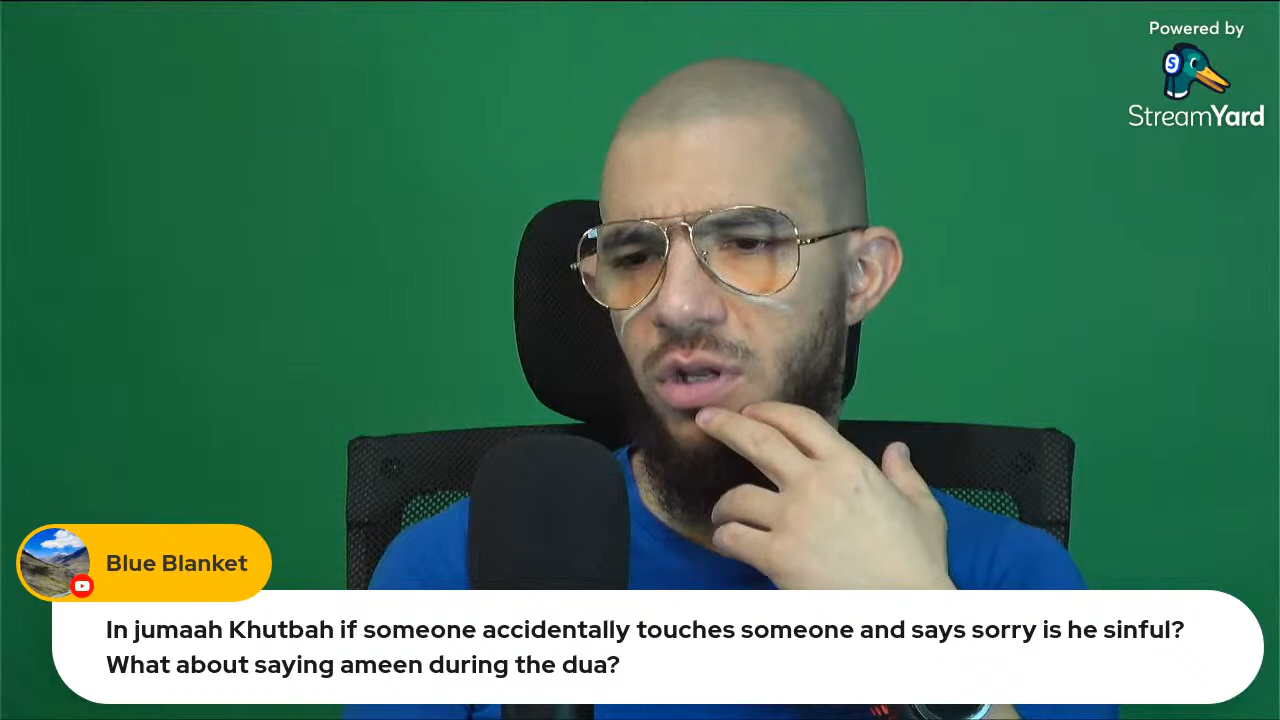 Powered by
StreamYard
Blue Blanket
In jumaah Khutbah if someone accidentally touches someone and says sorry is he sinful?
What about saying ameen during the dua?